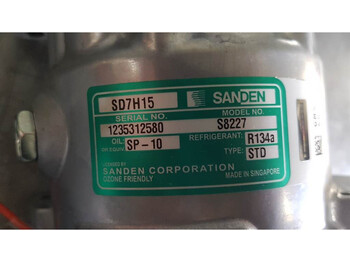 SD7H15 SANDEN
SERIAL NO. MODEL NO.
1235312580 S8227
OIL: SP-10 REFRIGERANT: R134a
TYPE: STD
SANDEN CORPORATION
OZONE FRIENDLY MADE IN SINGAPORE